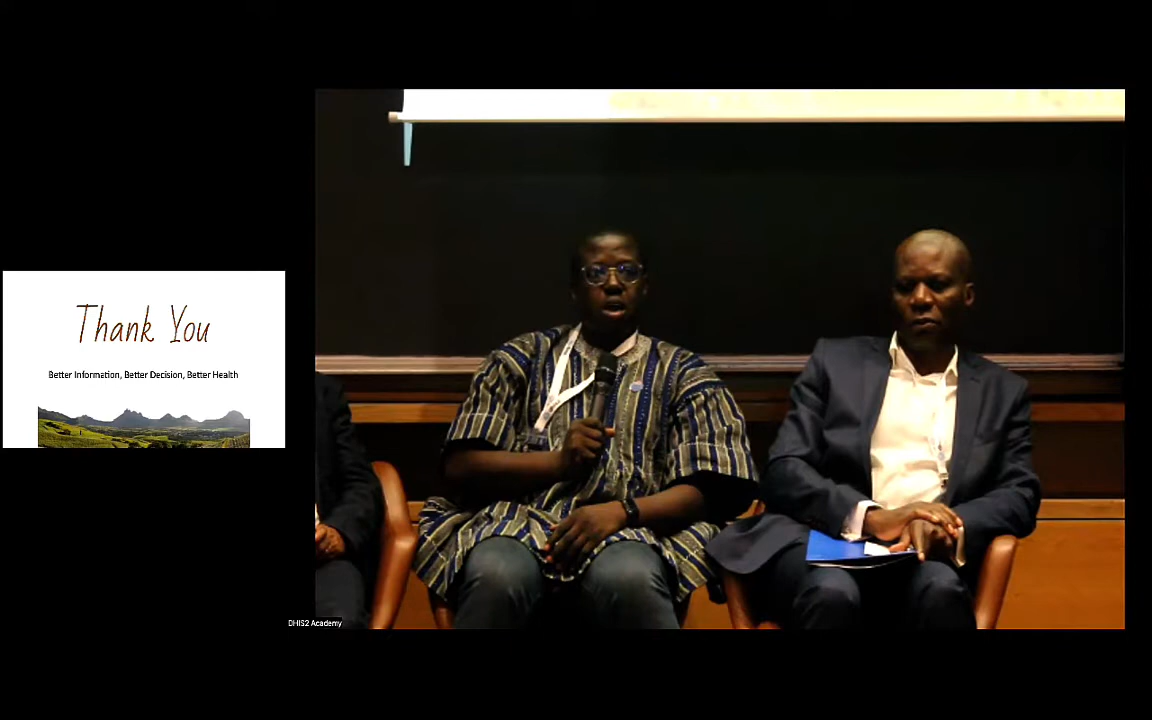 Thank You
Better Information, Better Decision, Better Health
DHIS2 Academy